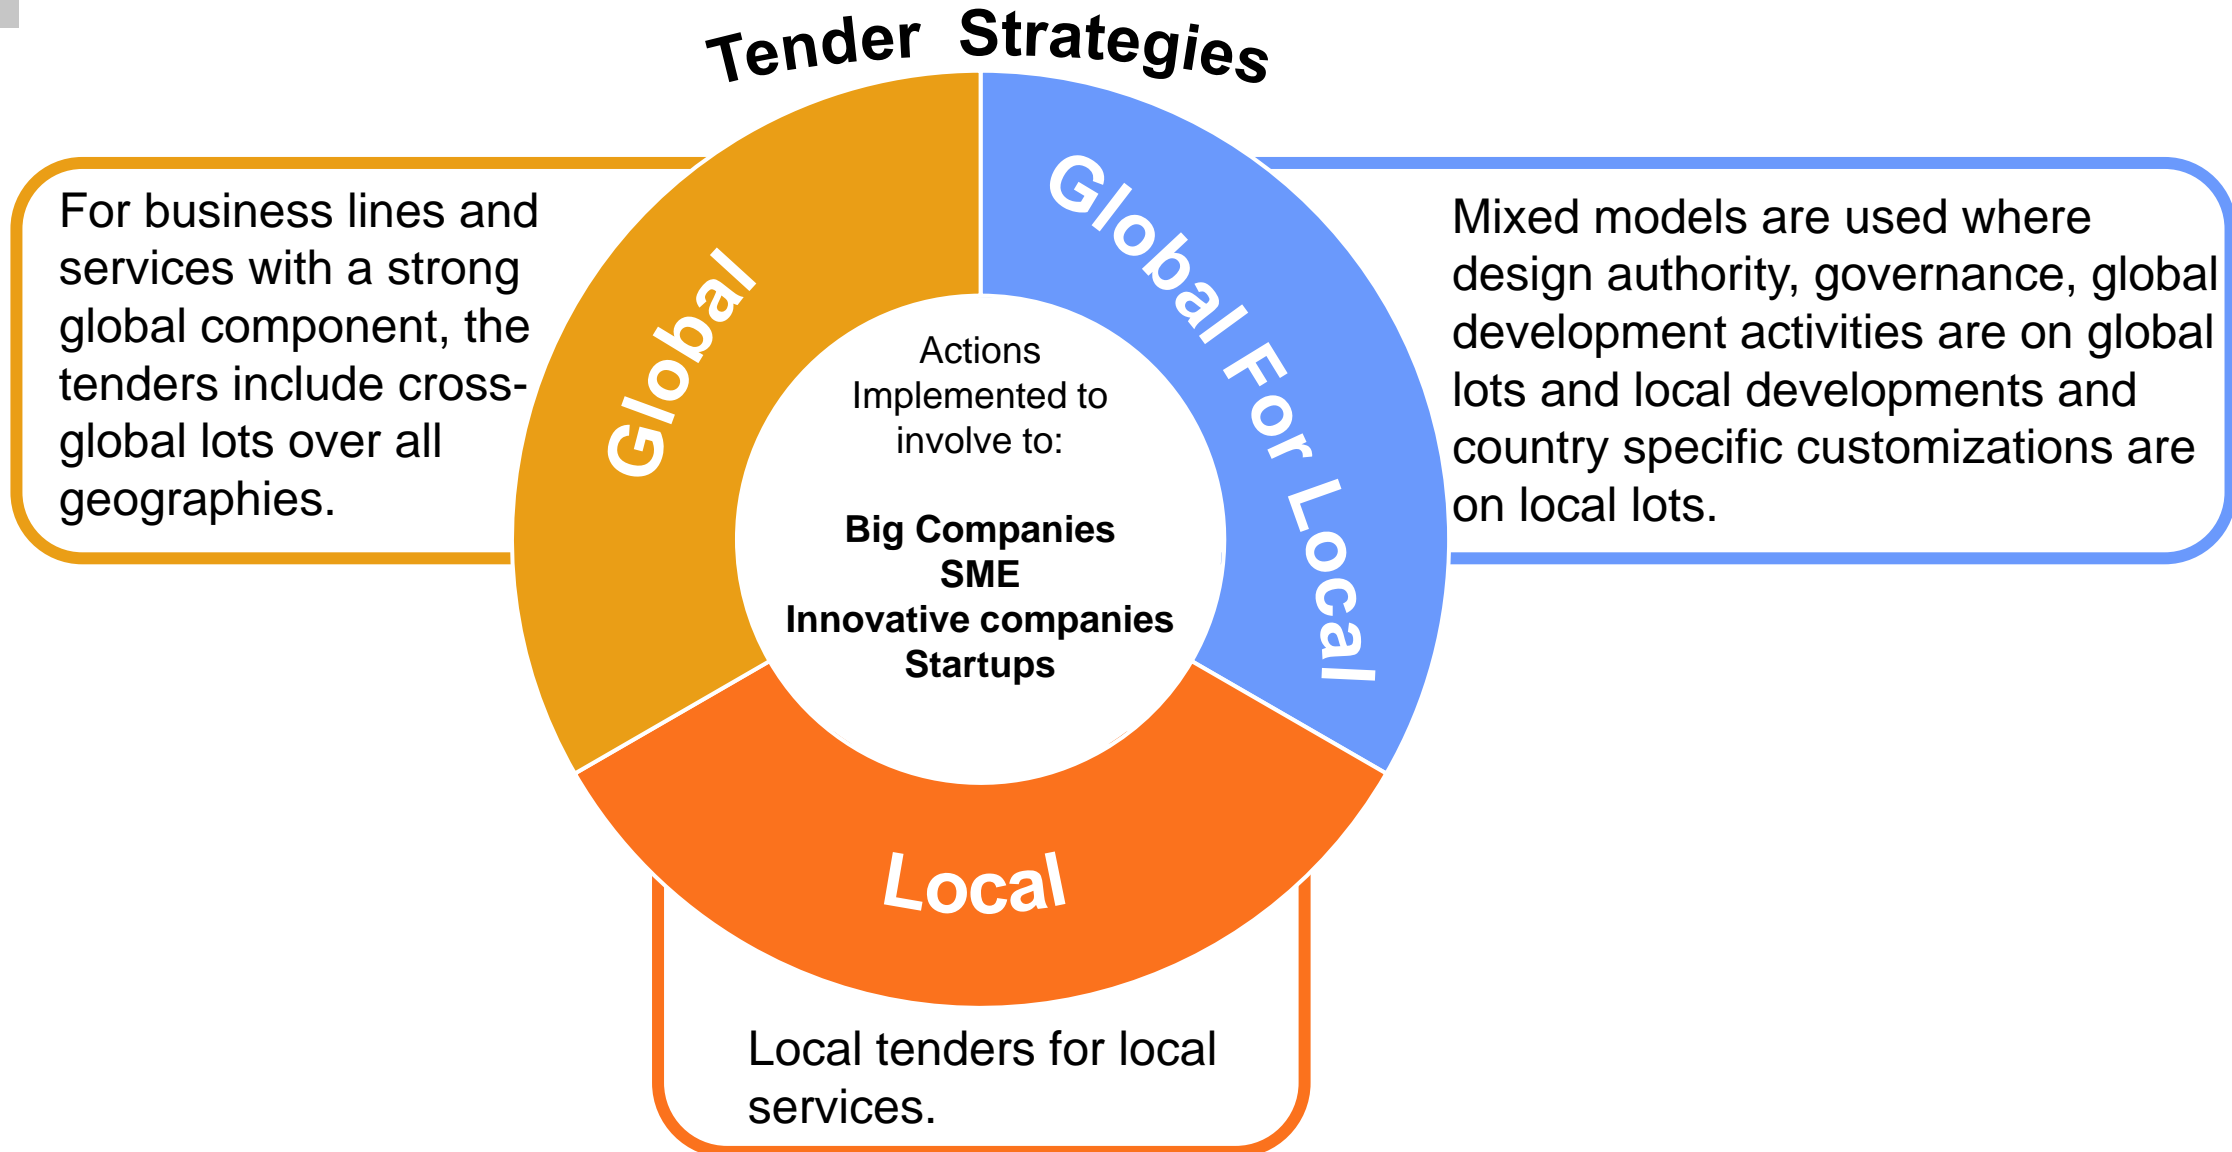 Tender Strategies
Global
Global For Local
Local
For business lines and
services with a strong
global component, the
tenders include cross-
global lots over all
geographies.
Actions
Implemented to
involve to:
Big Companies
SME
Innovative companies
Startups
Mixed models are used where
design authority, governance, global
development activities are on global
lots and local developments and
country specific customizations are
on local lots.
Local tenders for local
services.